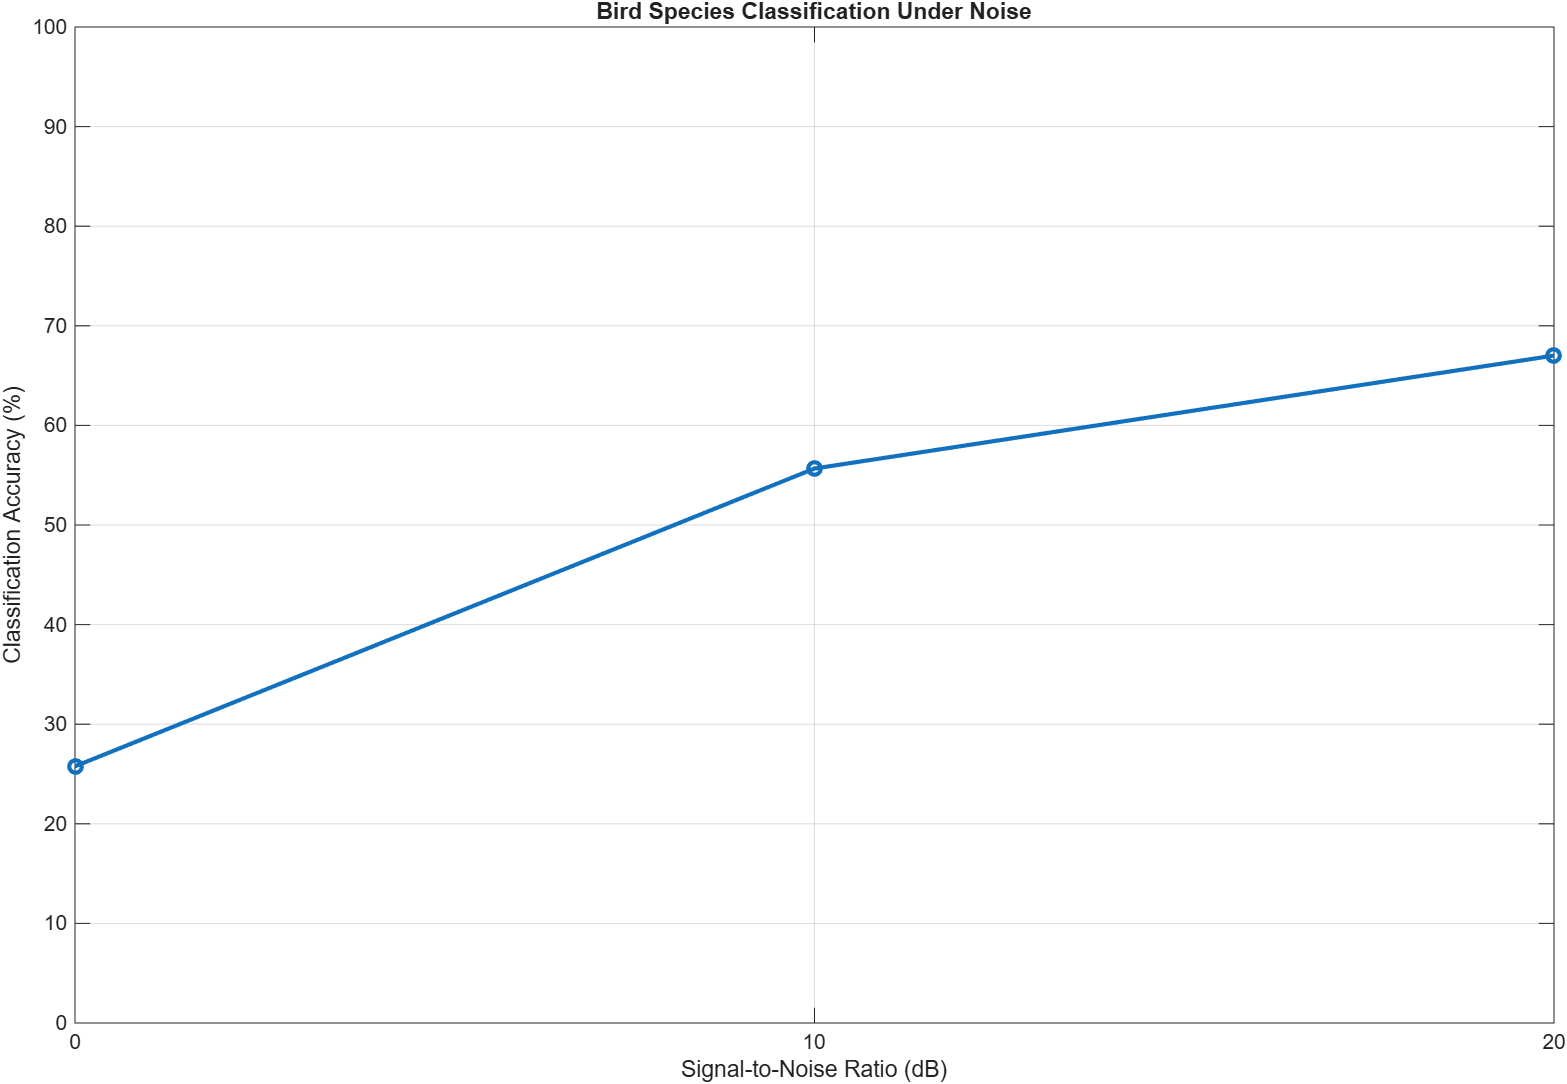 Bird Species Classification Under Noise
100
90
80
70
60
50
40
30
20
10
0
Classification Accuracy (%)
0 10 20
Signal-to-Noise Ratio (dB)